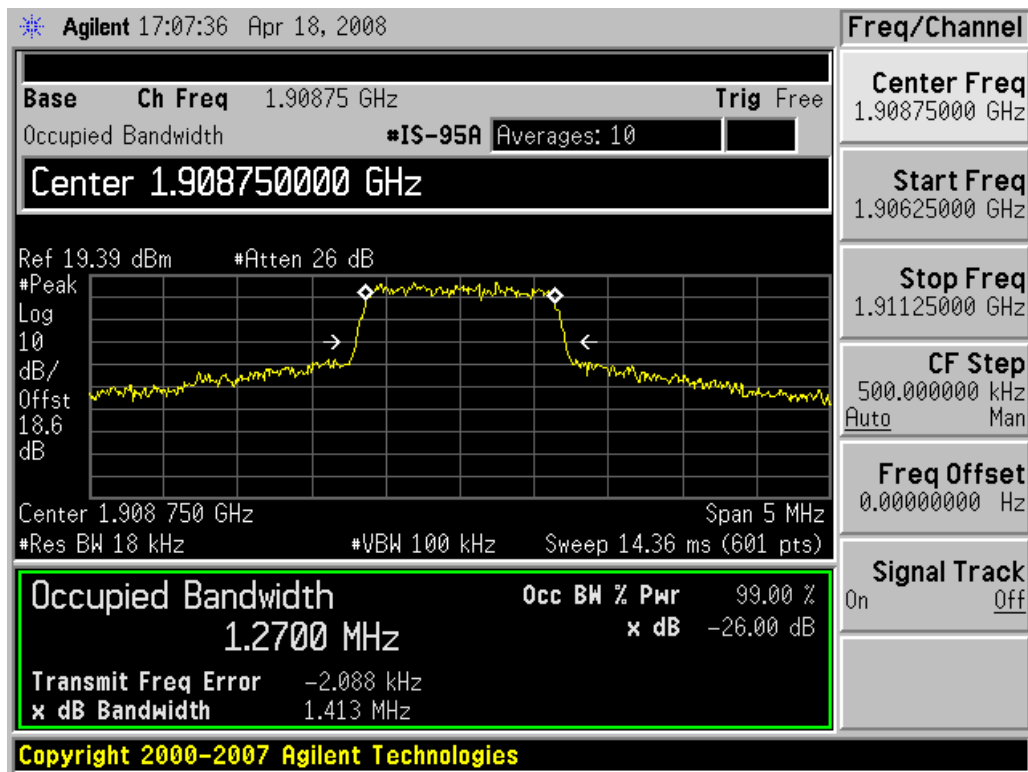 Agilent 17:07:36 Apr 18, 2008
Freq/Channel
Base Ch Freq 1.90875 GHz Trig Free
Occupied Bandwidth #IS-95A Averages: 10
Center 1.908750000 GHz
Ref 19.39 dBm #Atten 26 dB
#Peak
Log
10
dB/
Offst
18.6
dB
Center 1.908 750 GHz Span 5 MHz
#Res BW 18 kHz #VBW 100 kHz Sweep 14.36 ms (601 pts)
Occupied Bandwidth Occ BW % Pwr 99.00 %
1.2700 MHz x dB -26.00 dB
Transmit Freq Error -2.088 kHz
x dB Bandwidth 1.413 MHz
Center Freq
1.90875000 GHz
Start Freq
1.90625000 GHz
Stop Freq
1.91125000 GHz
CF Step
500.000000 kHz
Auto Man
Freq Offset
0.00000000 Hz
Signal Track
On Off
Copyright 2000-2007 Agilent Technologies